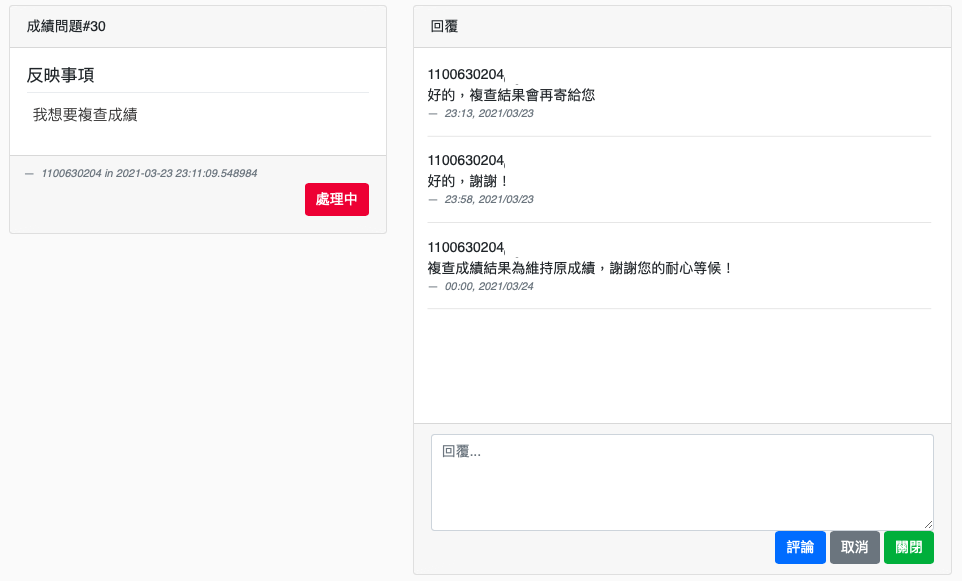 成績問題#30
反映事項
我想要複查成績
— 1100630204 in 2021-03-23 23:11:09.548984
處理中
回覆
1100630204,
好的，複查結果會再寄給您
— 23:13, 2021/03/23
1100630204,
好的，謝謝！
— 23:58, 2021/03/23
1100630204,
複查成績結果為維持原成績，謝謝您的耐心等候！
— 00:00, 2021/03/24
回覆...
評論 取消 關閉